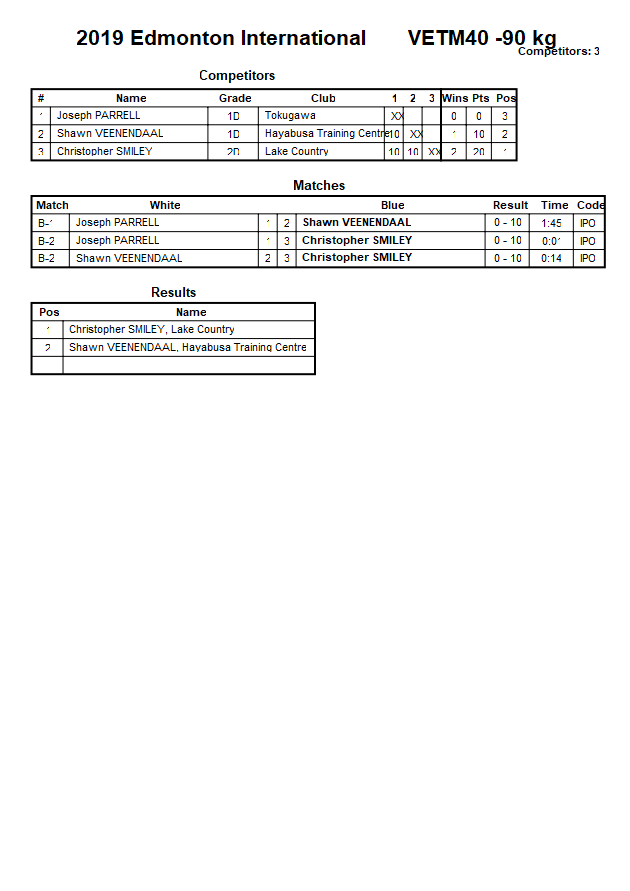 2019 Edmonton International VETM40 -90 kg
Competitors: 3
Competitors
# Name Grade Club 1 2 3 Wins Pts Pos
1 Joseph PARRELL 1D Tokugawa XX 0 0 3
2 Shawn VEENENDAAL 1D Hayabusa Training Centre 10 XX 1 10 2
3 Christopher SMILEY 2D Lake Country 10 10 XX 2 20 1
Matches
Match White Blue Result Time Code
B-1 Joseph PARRELL 1 2 Shawn VEENENDAAL 0 - 10 1:45 IPO
B-2 Joseph PARRELL 1 3 Christopher SMILEY 0 - 10 0:01 IPO
B-2 Shawn VEENENDAAL 2 3 Christopher SMILEY 0 - 10 0:14 IPO
Results
Pos Name
1 Christopher SMILEY, Lake Country
2 Shawn VEENENDAAL, Hayabusa Training Centre